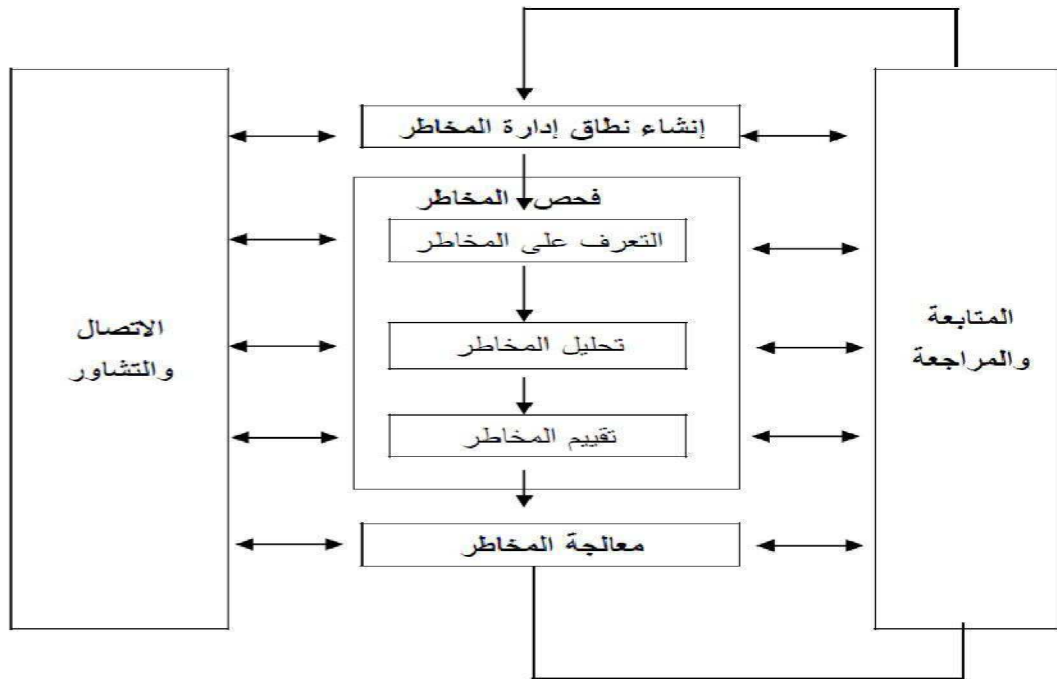 إنشاء نطاق إدارة المخاطر
فحص المخاطر
التعرف على المخاطر
تحليل المخاطر
تقييم المخاطر
معالجة المخاطر
المتابعة
والمراجعة
الاتصال
والتشاور